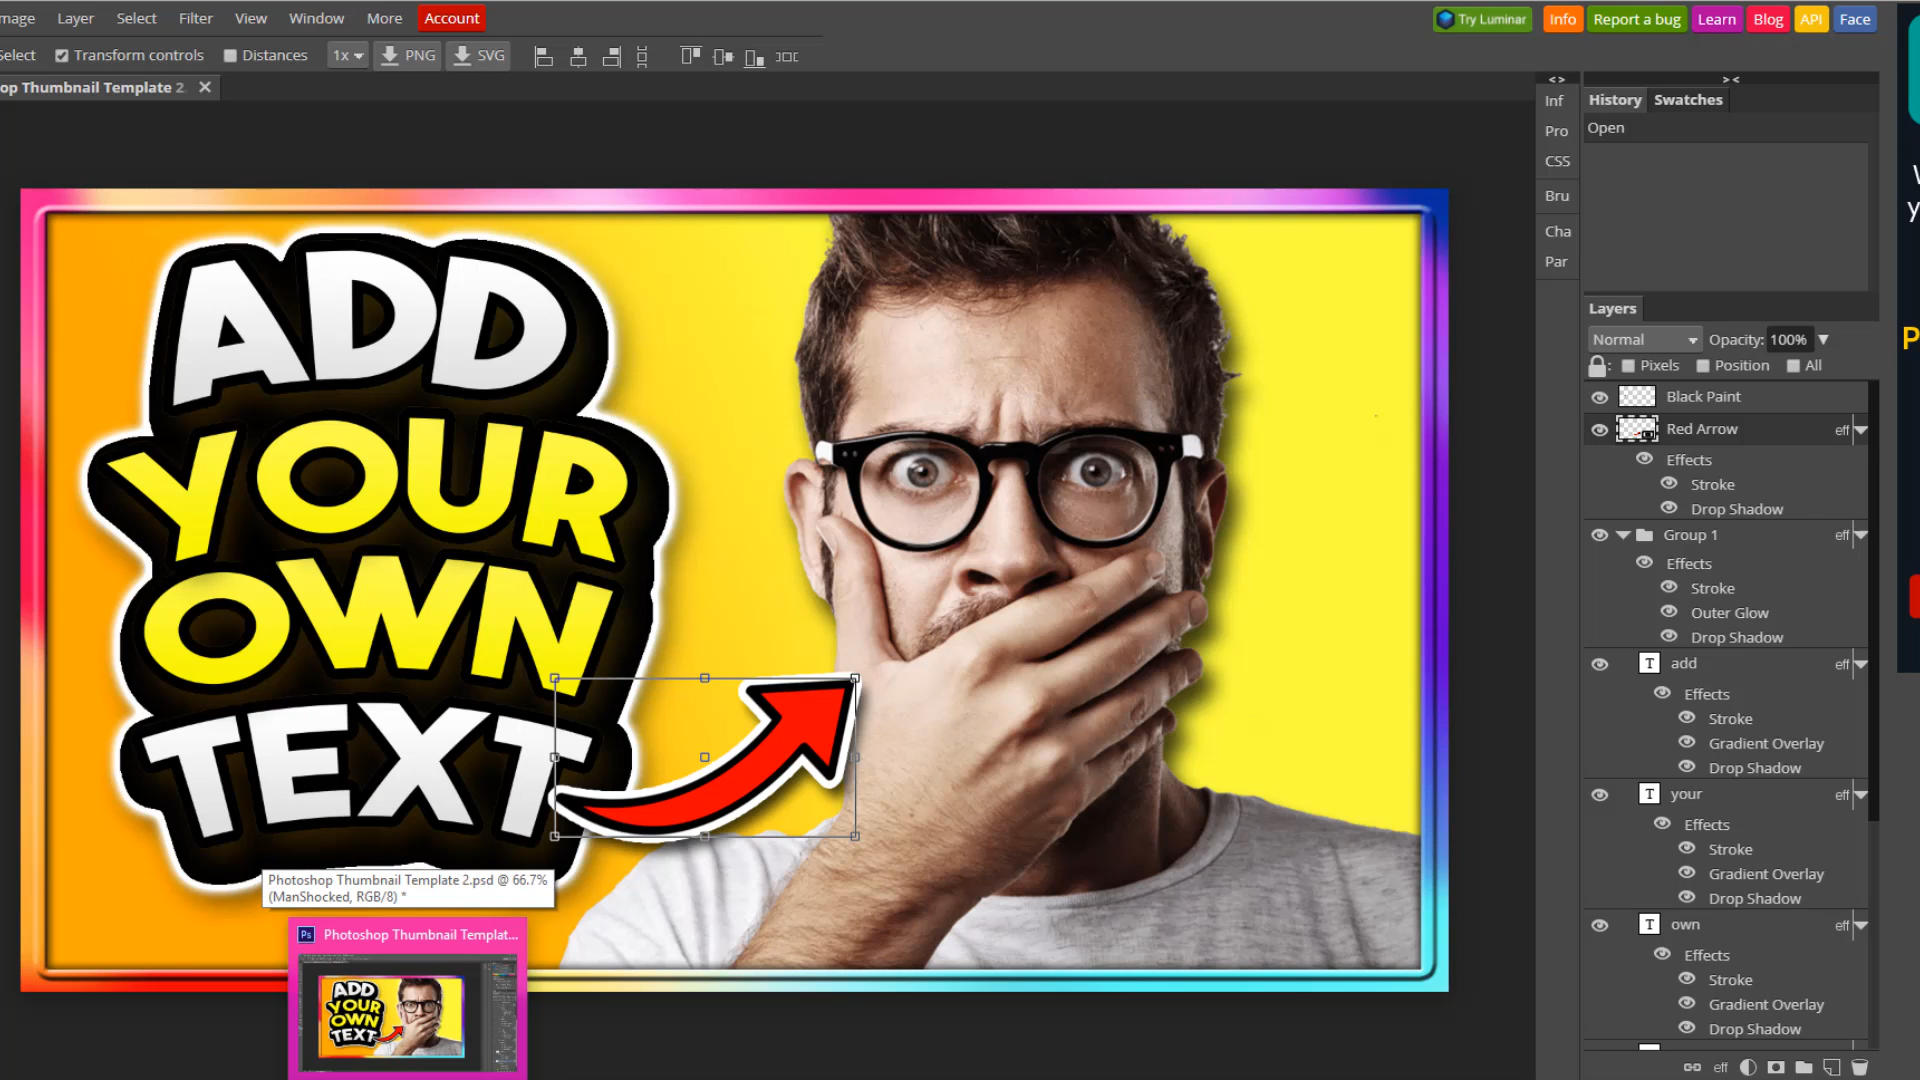 mage Layer Select Filter View Window More Account Try Luminar Info Report a bug Learn Blog API Face
Select Transform controls Distances 1x PNG SVG
op Thumbnail Template 2
History Swatches
Open
Inf
Pro
CSS
Bru
Cha
Par
ADD
YOUR
OWN
TEXT
Layers
Normal Opacity: 100%
Pixels Position All
Black Paint
Red Arrow eff
Effects
Stroke
Drop Shadow
Group 1 eff
Effects
Stroke
Outer Glow
Drop Shadow
T add eff
Effects
Stroke
Gradient Overlay
Drop Shadow
T your eff
Effects
Stroke
Gradient Overlay
Drop Shadow
T own eff
Effects
Stroke
Gradient Overlay
Drop Shadow
eff
Photoshop Thumbnail Template 2.psd @ 66.7%
(ManShocked, RGB/8) *
Ps Photoshop Thumbnail Templat...
ADD
YOUR
OWN
TEXT